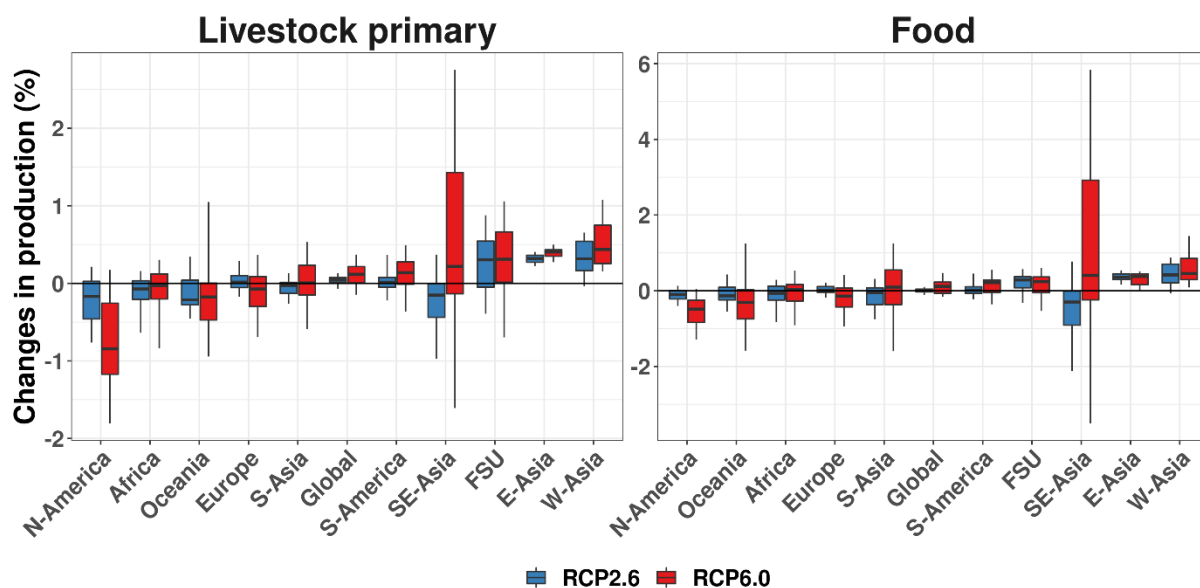 Livestock primary
Food
Changes in production (%)
2
1
0
-1
-2
6
4
2
0
-2
N-America
Africa
Oceania
Europe
S-Asia
Global
S-America
SE-Asia
FSU
E-Asia
W-Asia
N-America
Oceania
Africa
Europe
S-Asia
Global
S-America
FSU
SE-Asia
E-Asia
W-Asia
RCP2.6 RCP6.0